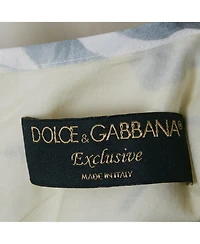 DOLCE & GABBANA®
Exclusive
MADE IN ITALY